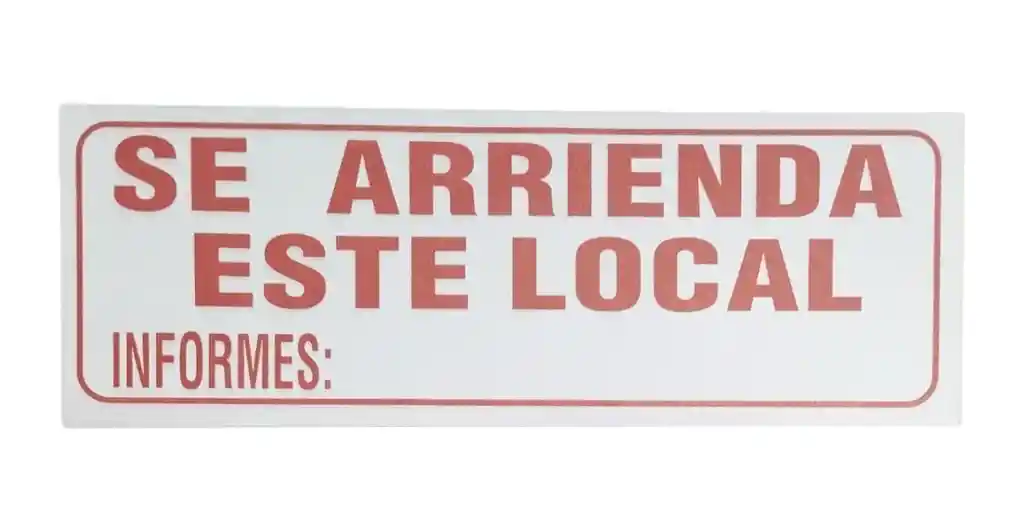 SE ARRIENDA
ESTE LOCAL
INFORMES: